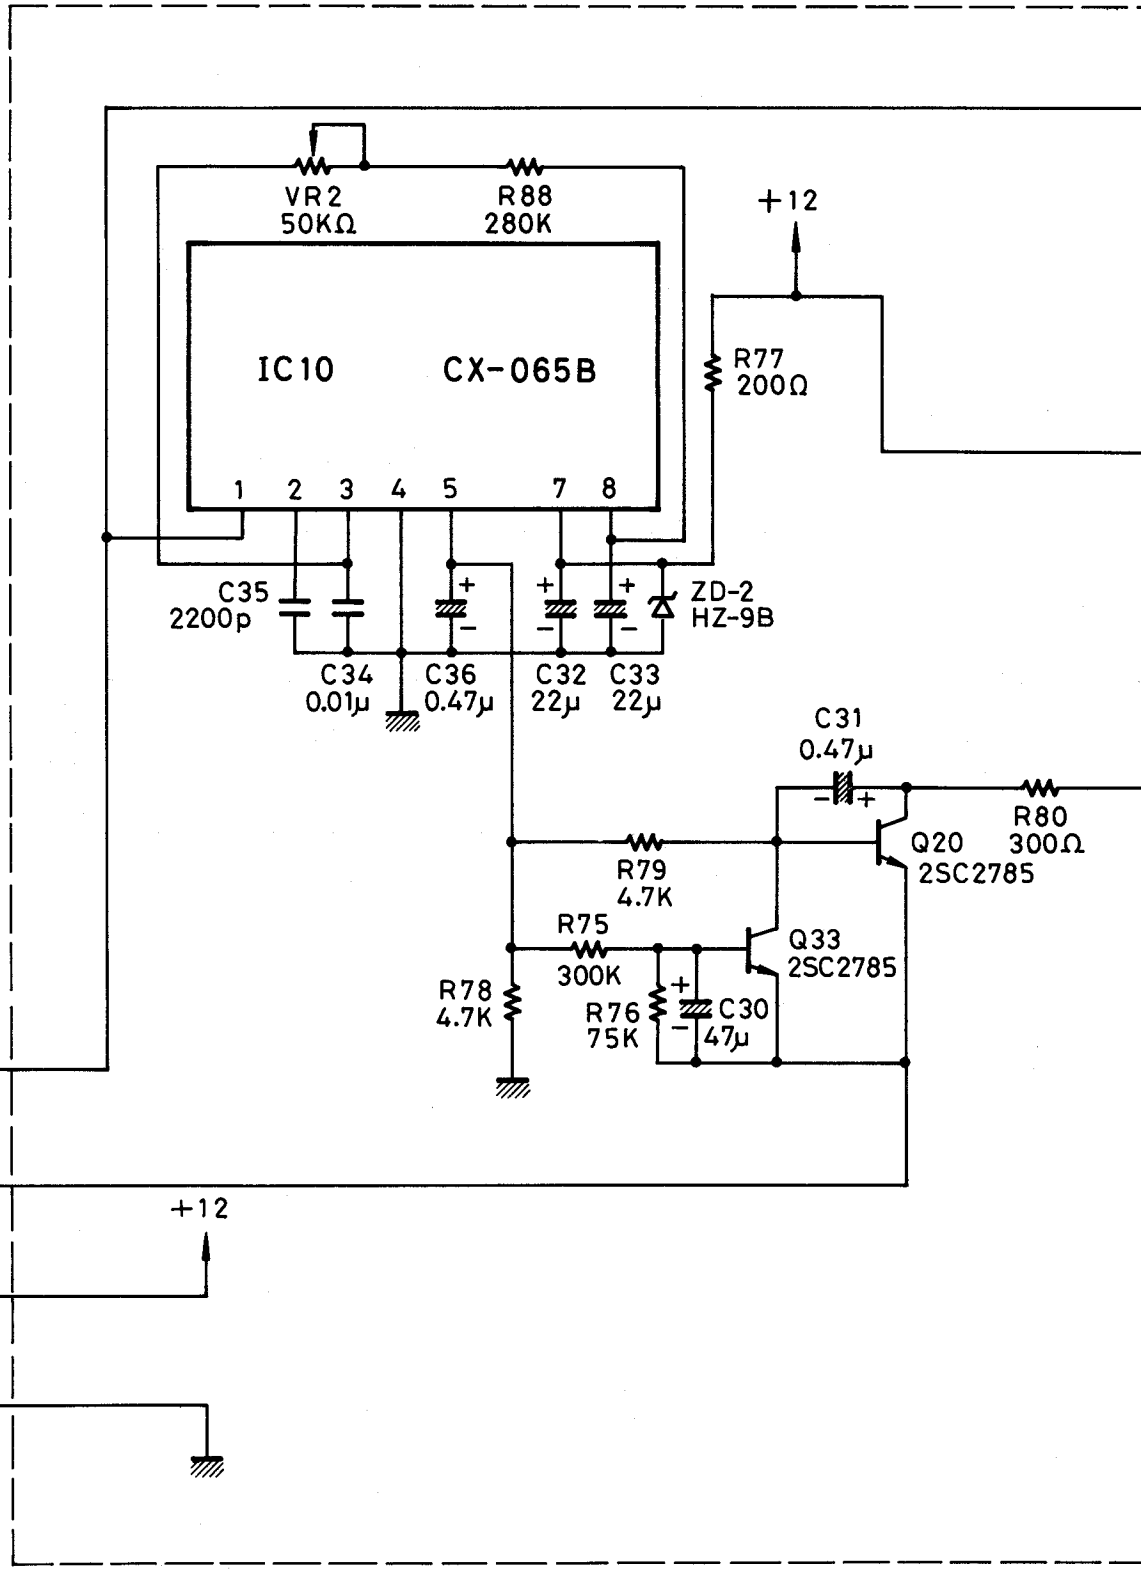 VR2
50KΩ
R88
280K
+12
IC10 CX-065B
R77
200Ω
1 2 3 4 5 7 8
C35
2200p
+
-
+
-
+
-
ZD-2
HZ-9B
C34
0.01μ
C36
0.47μ
C32
22μ
C33
22μ
C31
0.47μ
- +
R80
300Ω
Q20
2SC2785
R79
4.7K
R75
300K
Q33
2SC2785
R78
4.7K
R76
75K
+
-
C30
47μ
+12